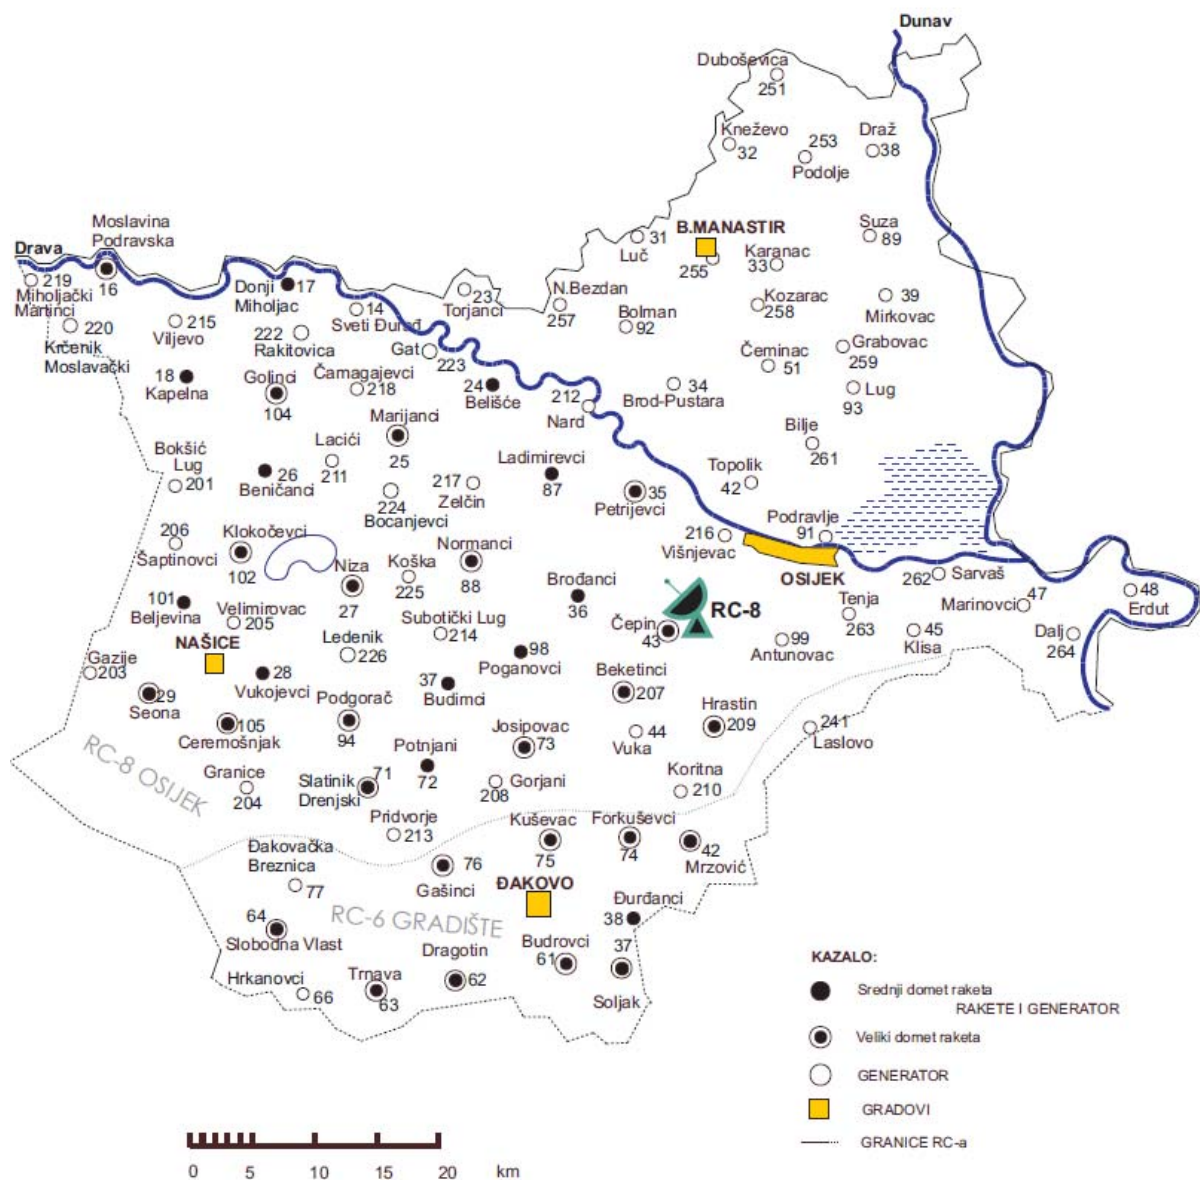 Dunav
Duboševica
251
Kneževo
32
253
Podolje
Draž
38
Moslavina
Podravska
16
Drava
219
Miholjački
Martinci
220
Krčenik
Moslavački
215
Viljevo
Donji
Miholjac
17
14
Sveti Đurađ
23
Torjanci
N.Bezdan
257
31
Luč
B.MANASTIR
255
Karanac
33
Suza
89
Kozarac
258
39
Mirkovac
Bolman
92
222
Rakitovica
Gat
223
Čeminac
51
Grabovac
259
18
Kapelna
Golinci
104
Čamagajevci
218
24
Belišće
212
Nard
34
Brod-Pustara
Lug
93
Marijanci
25
Bilje
261
Bokšić
Lug
201
26
Beničanci
Lacići
211
224
Bocanjevci
217
Zelčin
Ladimirevci
87
35
Petrijevci
Topolik
42
206
Šaptinovci
Klokočevci
102
Niza
27
Koška
225
Normanci
88
216
Višnjevac
Podravlje
91
OSIJEK
262
Sarvaš
47
Marinovci
48
Erdut
101
Beljevina
Velimirovac
205
NAŠICE
Ledenik
226
Subotički Lug
214
Brođanci
36
RC-8
Čepin
43
99
Antunovac
Tenja
263
45
Klisa
Dalj
264
Gazije
203
29
Seona
28
Vukojevci
98
Poganovci
37
Budimci
Beketinci
207
105
Ceremošnjak
Podgorač
94
Josipovac
73
44
Vuka
Hrastin
209
241
Laslovo
RC-8 OSIJEK
Granice
204
Slatinik
Drenjski
71
Potnjani
72
208
Gorjani
Koritna
210
Pridvorje
213
Kuševac
75
Forkuševci
74
42
Mrzović
Đakovačka
Breznica
77
76
Gašinci
ĐAKOVO
RC-6 GRADIŠTE
Đurđanci
38
64
Slobodna Vlast
Dragotin
62
Budrovci
61
37
Soljak
Hrkanovci
66
Trnava
63
KAZALO:
Srednji domet raketa
RAKETE I GENERATOR
Veliki domet raketa
GENERATOR
GRADOVI
GRANICE RC-a
0 5 10 15 20 km